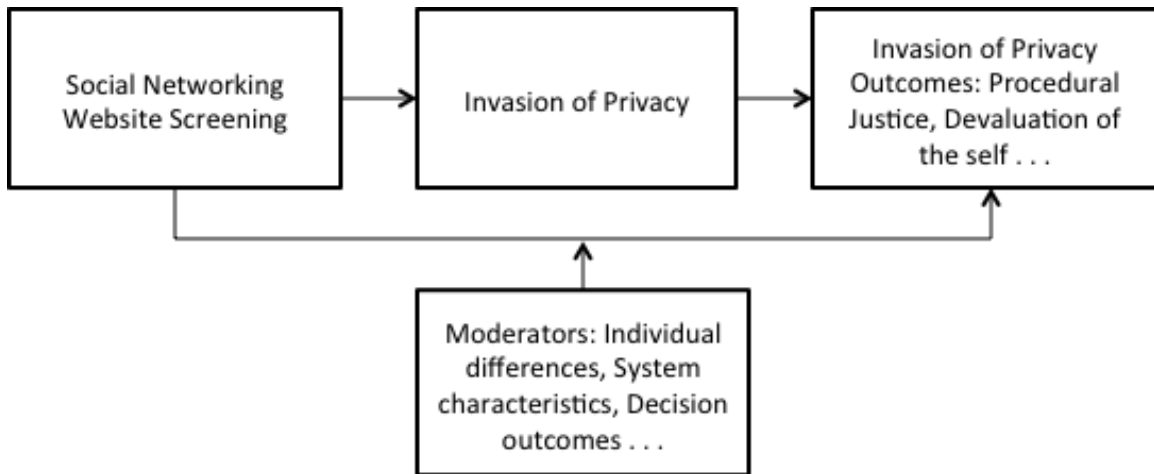 Social Networking
Website Screening
Invasion of Privacy
Invasion of Privacy
Outcomes: Procedural
Justice, Devaluation of
the self . . .
Moderators: Individual
differences, System
characteristics, Decision
outcomes . . .